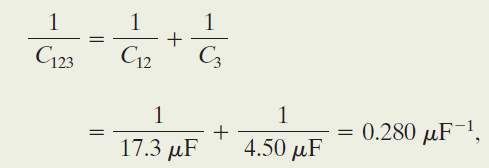 1/C₁₂₃ = 1/C₁₂ + 1/C₃
= 1/17.3 μF + 1/4.50 μF = 0.280 μF⁻¹,